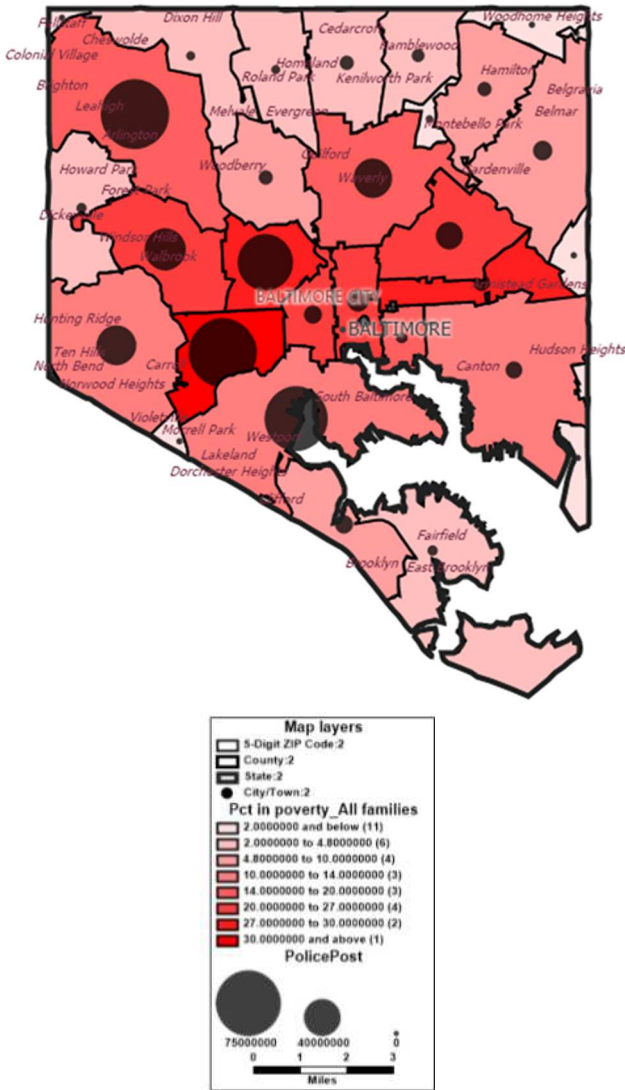 Dixon Hill
Woodhome Heights
Fallstaff
Cedarcroft
Cheswolde
Hamblewood
Colonial Village
Homeland
Roland Park
Kenilworth Park
Hamilton
Brighton
Belgravia
Leahigh
Melvale
Evergreen
Belmar
Arlington
Montebello Park
Guilford
Howard Park
Woodberry
Waverly
Gardenville
Forest Park
Dickeyville
Windsor Hills
Walbrook
Armistead Gardens
BALTIMORE CITY
Hunting Ridge
BALTIMORE
Ten Hills
Hudson Heights
North Bend
Carro
Canton
Norwood Heights
South Baltimore
Violetville
Morrell Park
Westport
Lakeland
Dorchester Heights
Fairfield
Brooklyn
East Brooklyn
Map layers
5-Digit ZIP Code:2
County:2
State:2
City/Town:2
Pct in poverty_All families
2.0000000 and below (11)
2.0000000 to 4.8000000 (6)
4.8000000 to 10.0000000 (4)
10.0000000 to 14.0000000 (3)
14.0000000 to 20.0000000 (3)
20.0000000 to 27.0000000 (4)
27.0000000 to 30.0000000 (2)
30.0000000 and above (1)
PolicePost
75000000 40000000 0
0 1 2 3
Miles